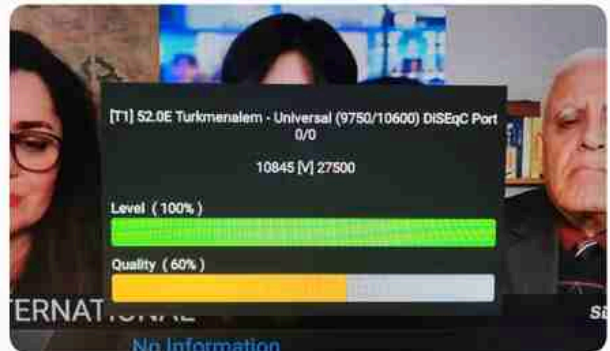 [T1] 52.0E Turkmenalem - Universal (9750/10600) DISEqC Port
0/0
10845 [V] 27500
Level ( 100% )
Quality ( 60% )
No Information